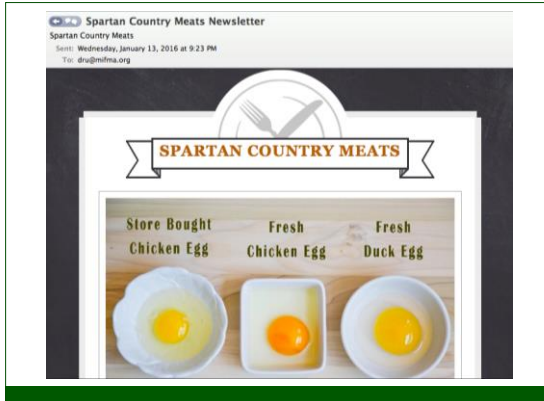 Spartan Country Meats Newsletter
Spartan Country Meats
Sent: Wednesday, January 13, 2016 at 9:23 PM
To: dru@mifma.org
SPARTAN COUNTRY MEATS
Store Bought Chicken Egg
Fresh Chicken Egg
Fresh Duck Egg